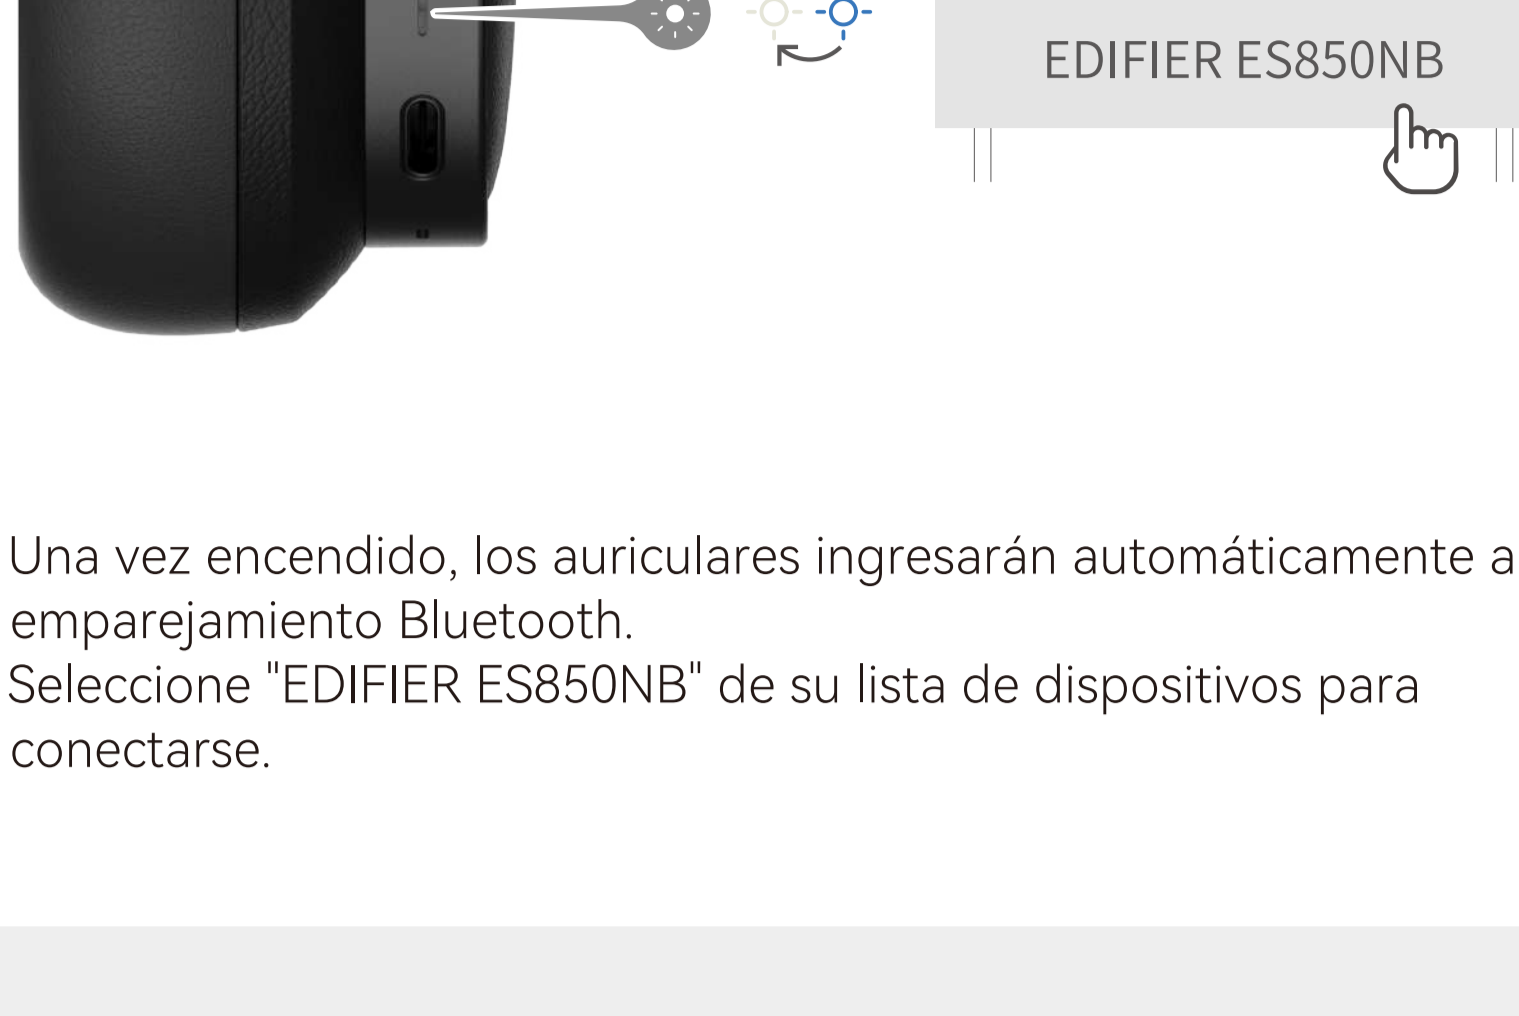 EDIFIER ES850NB
Una vez encendido, los auriculares ingresarán automáticamente a
emparejamiento Bluetooth.
Seleccione "EDIFIER ES850NB" de su lista de dispositivos para
conectarse.